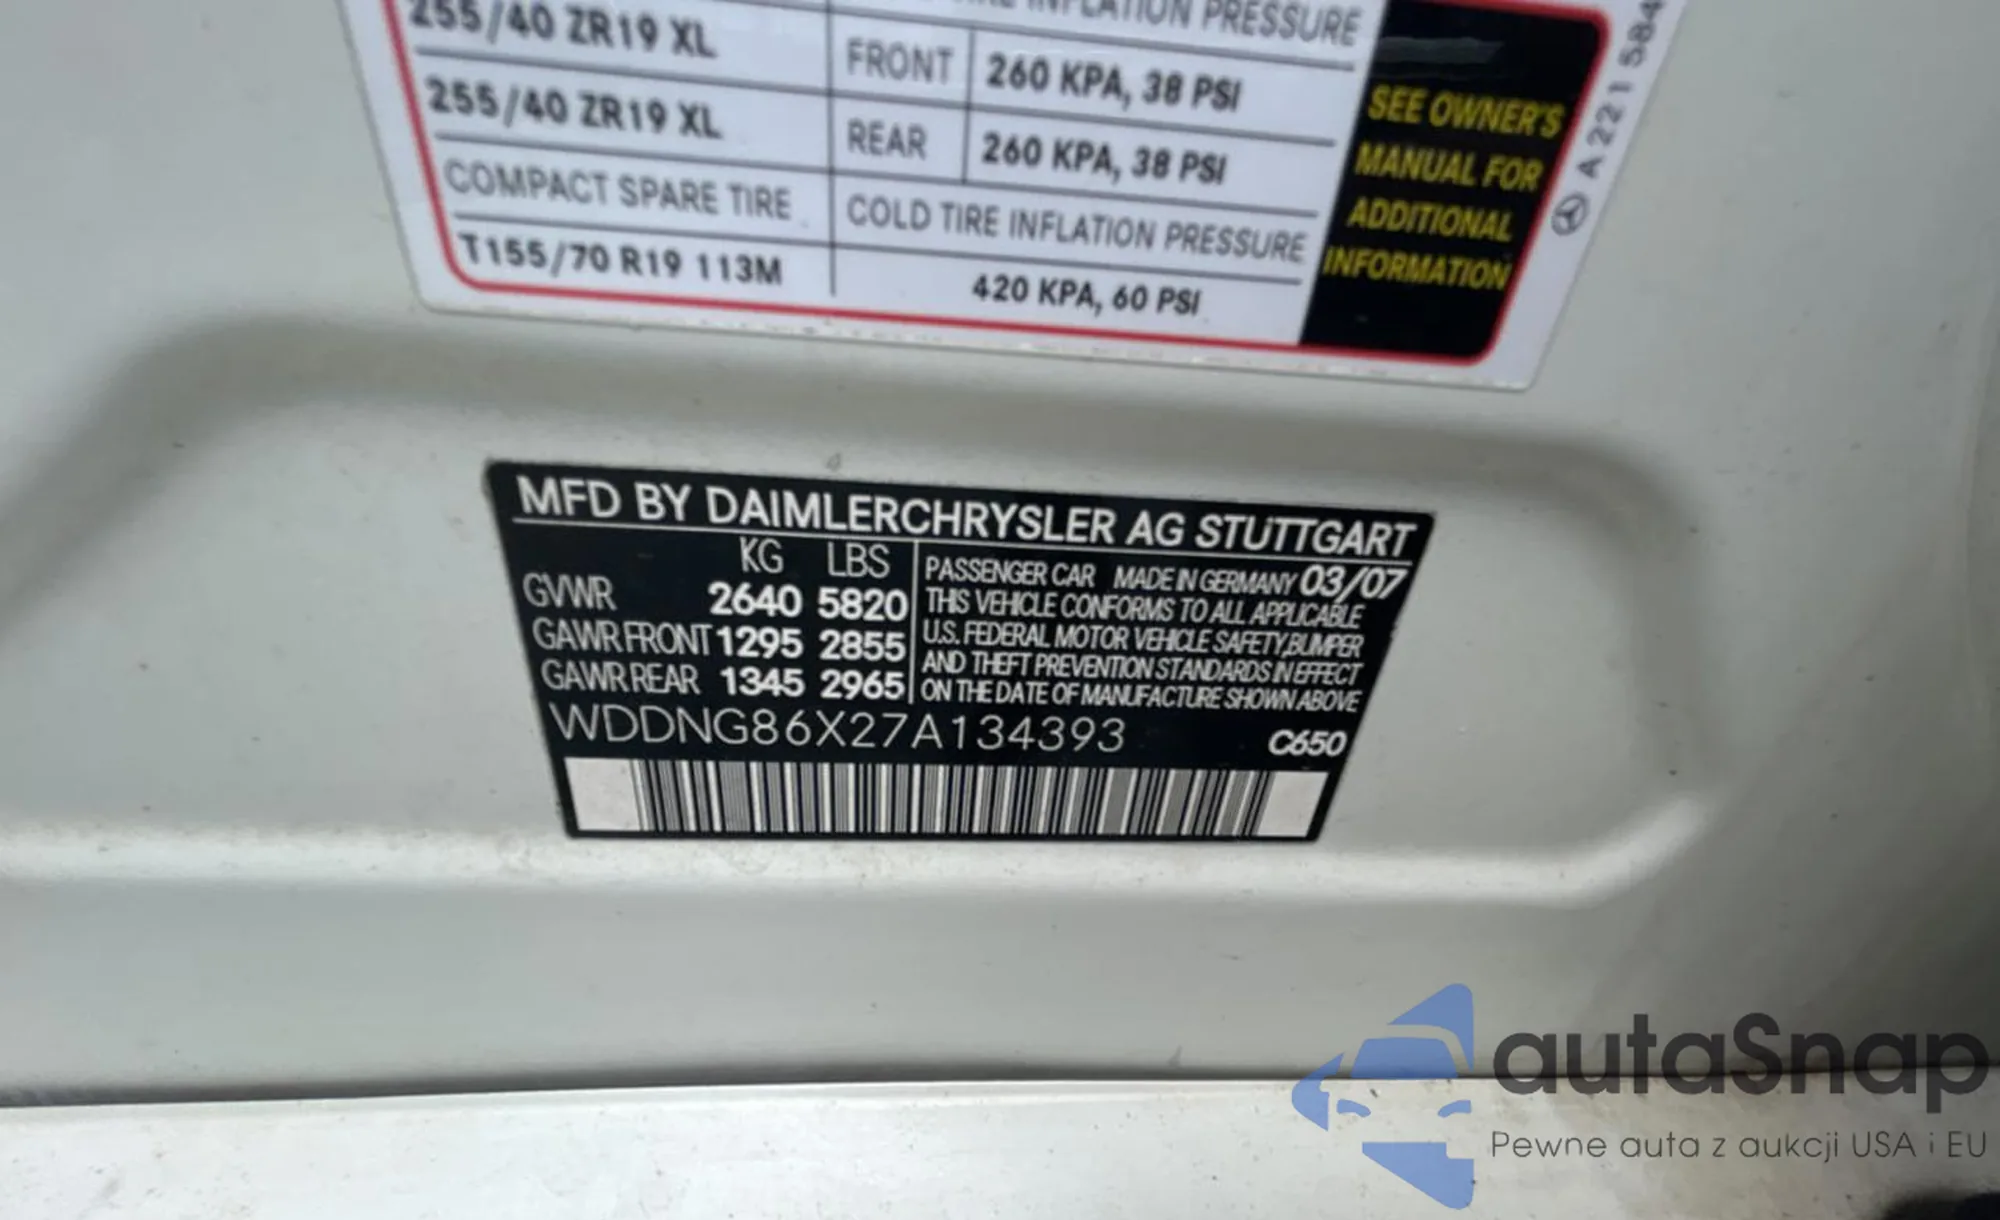 255/40 ZR19 XL
TIRE INFLATION PRESSURE
FRONT 260 KPA, 38 PSI
255/40 ZR19 XL
REAR 260 KPA, 38 PSI
COMPACT SPARE TIRE
COLD TIRE INFLATION PRESSURE
T155/70 R19 113M
420 KPA, 60 PSI
SEE OWNER'S
MANUAL FOR
ADDITIONAL
INFORMATION
A 221 584
MFD BY DAIMLERCHRYSLER AG STUTTGART
KG LBS
GVWR 2640 5820
GAWR FRONT 1295 2855
GAWR REAR 1345 2965
PASSENGER CAR MADE IN GERMANY 03/07
THIS VEHICLE CONFORMS TO ALL APPLICABLE
U.S. FEDERAL MOTOR VEHICLE SAFETY,BUMPER
AND THEFT PREVENTION STANDARDS IN EFFECT
ON THE DATE OF MANUFACTURE SHOWN ABOVE
WDDNG86X27A134393
C650
autaSnap
Pewne auta z aukcji USA i EU